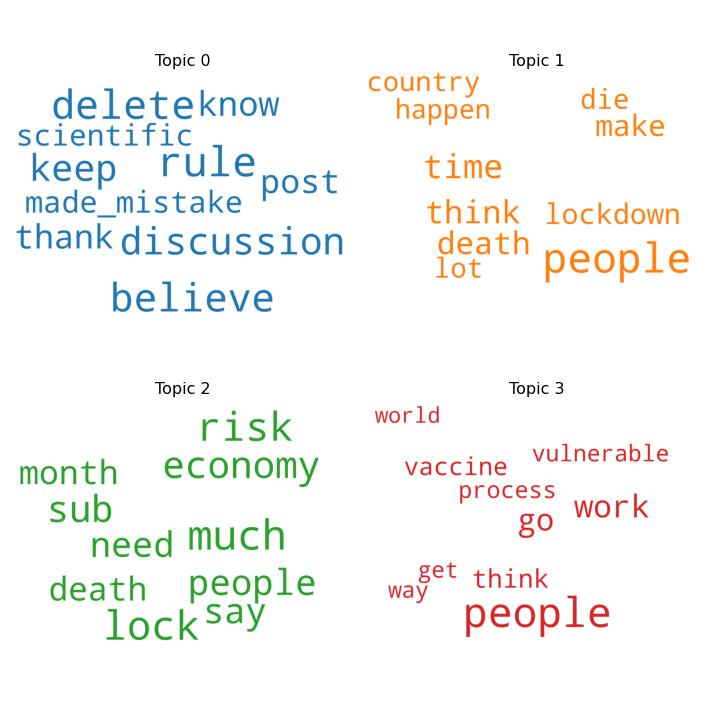 Topic 0
delete know
scientific
keep rule post
made_mistake
thank discussion
believe
Topic 1
country
happen die
make
time
think lockdown
death people
lot
Topic 2
risk
month economy
sub
need much
death people
lock say
Topic 3
world
vaccine vulnerable
process
go work
get think
way
people